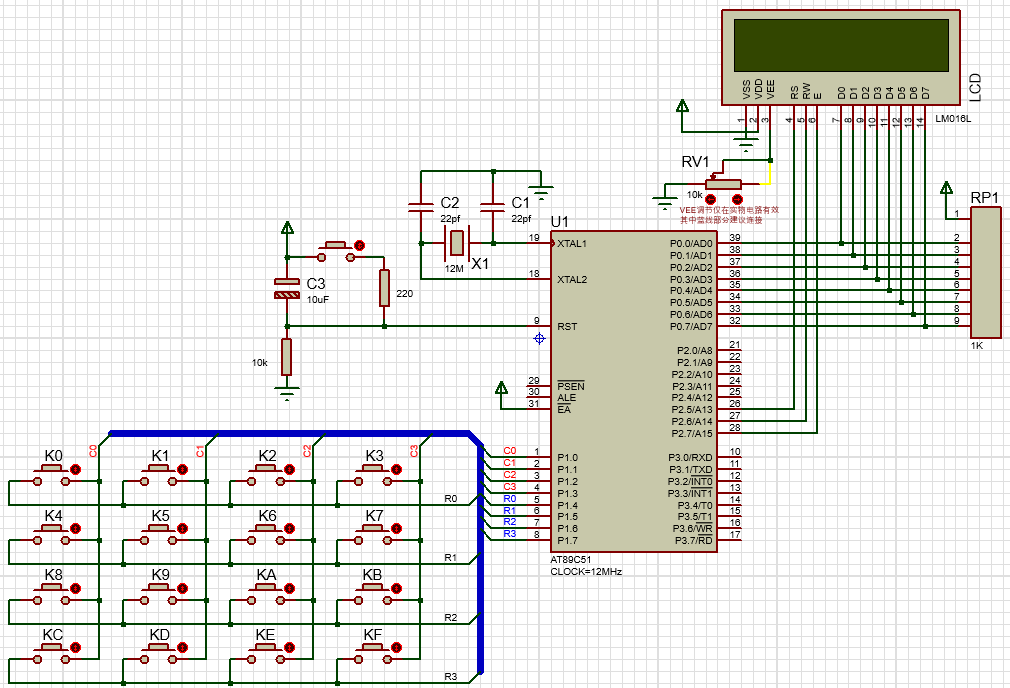 LCD
LM016L
VSS
VDD
VEE
RS
RW
E
D0
D1
D2
D3
D4
D5
D6
D7
1
2
3
4
5
6
7
8
9
10
11
12
13
14
RV1
10k
VEE调节仅在实物电路有效
其中蓝线部分建议连接
RP1
1
2
3
4
5
6
7
8
9
1K
C2
22pf
C1
22pf
X1
12M
C3
10uF
220
10k
U1
19
XTAL1
18
XTAL2
9
RST
29
PSEN
30
ALE
31
EA
C0
1
P1.0
C1
2
P1.1
C2
3
P1.2
C3
4
P1.3
R0
5
P1.4
R1
6
P1.5
R2
7
P1.6
R3
8
P1.7
P0.0/AD0
39
P0.1/AD1
38
P0.2/AD2
37
P0.3/AD3
36
P0.4/AD4
35
P0.5/AD5
34
P0.6/AD6
33
P0.7/AD7
32
P2.0/A8
21
P2.1/A9
22
P2.2/A10
23
P2.3/A11
24
P2.4/A12
25
P2.5/A13
26
P2.6/A14
27
P2.7/A15
28
P3.0/RXD
10
P3.1/TXD
11
P3.2/INT0
12
P3.3/INT1
13
P3.4/T0
14
P3.5/T1
15
P3.6/WR
16
P3.7/RD
17
AT89C51
CLOCK=12MHz
C0
C1
C2
C3
K0
K1
K2
K3
R0
K4
K5
K6
K7
R1
K8
K9
KA
KB
R2
KC
KD
KE
KF
R3